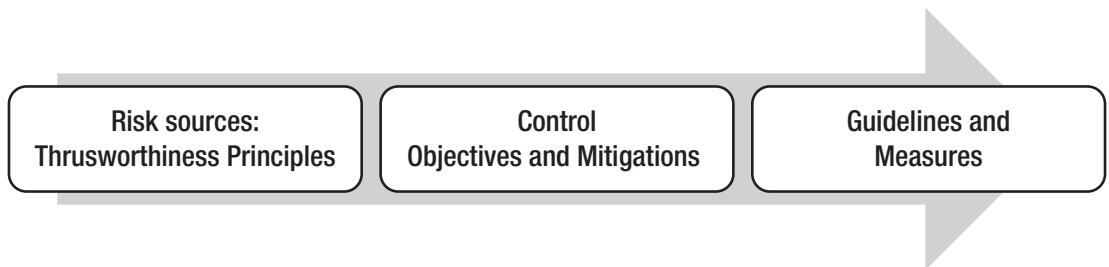 Risk sources:
Thrusworthiness Principles
Control
Objectives and Mitigations
Guidelines and
Measures